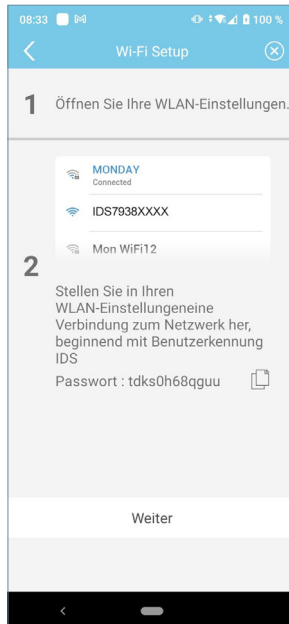 08:33 100 %
Wi-Fi Setup
1 Öffnen Sie Ihre WLAN-Einstellungen.
MONDAY
Connected
IDS7938XXXX
Mon WiFi12
2
Stellen Sie in Ihren
WLAN-Einstellungeneine
Verbindung zum Netzwerk her,
beginnend mit Benutzerkennung
IDS
Passwort : tdks0h68qguu
Weiter